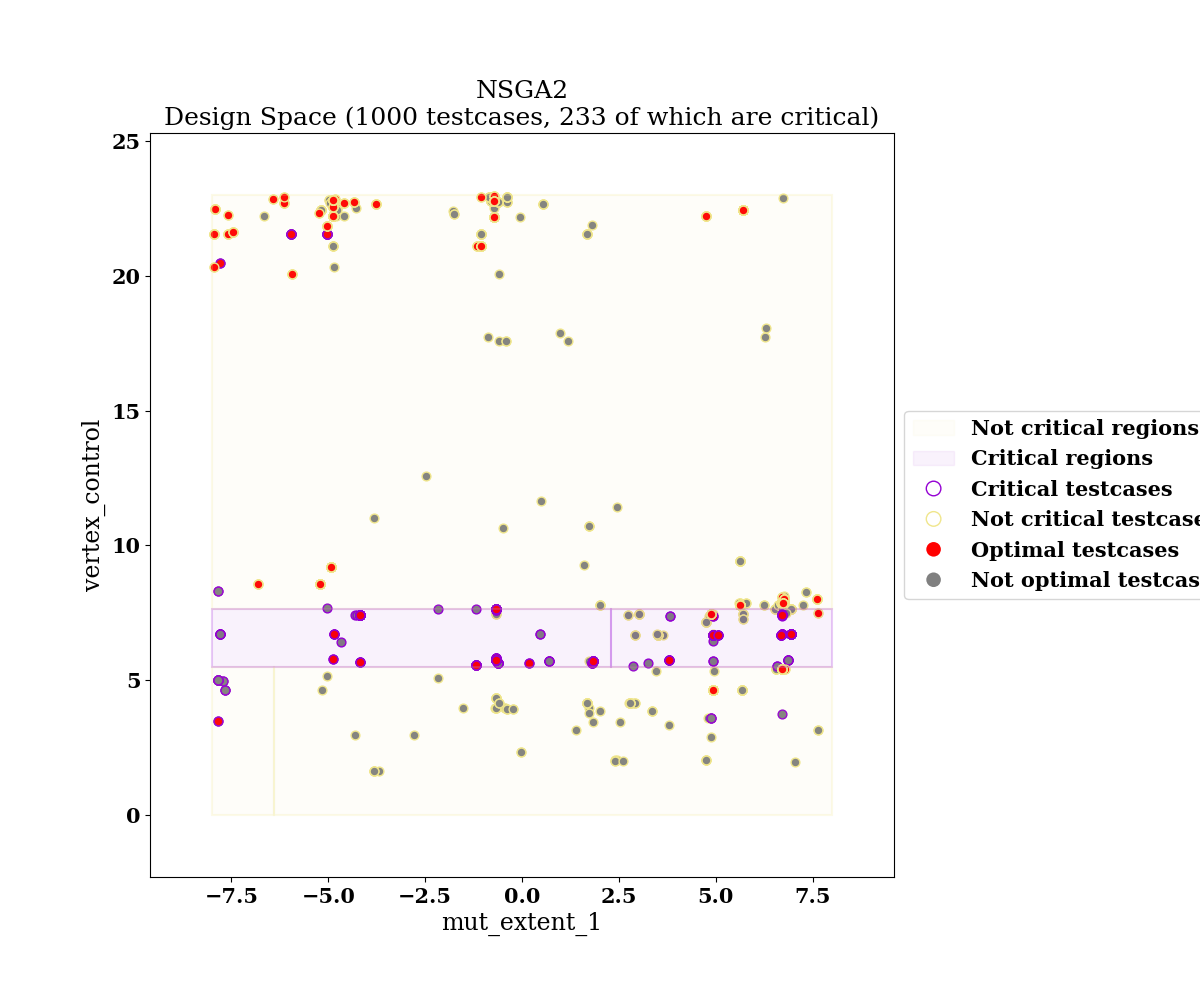 NSGA2
Design Space (1000 testcases, 233 of which are critical)
25
20
15
10
5
0
vertex_control
−7.5
−5.0
−2.5
0.0
2.5
5.0
7.5
mut_extent_1
Not critical regions
Critical regions
Critical testcases
Not critical testcase
Optimal testcases
Not optimal testcas